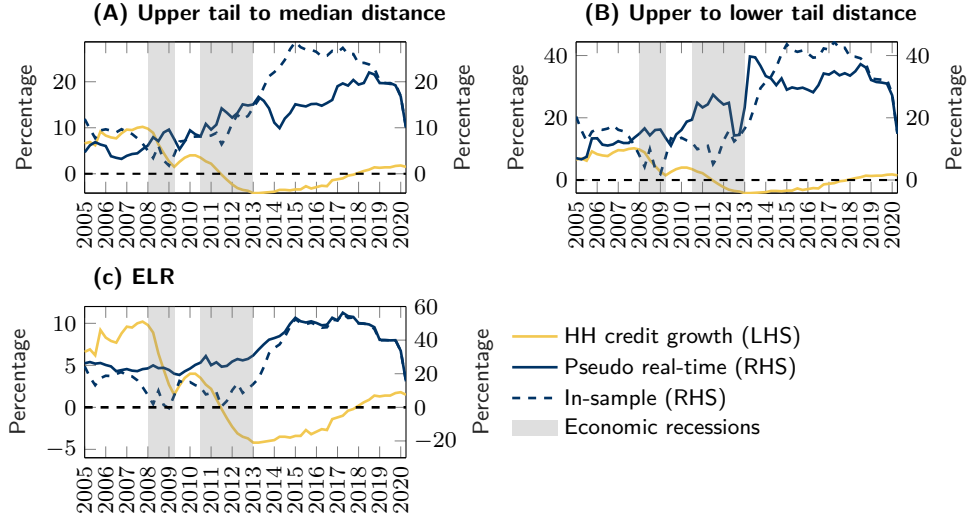 (A) Upper tail to median distance
(B) Upper to lower tail distance
Percentage
20
10
0
20
10
0
Percentage
2005 2006 2007 2008 2009 2010 2011 2012 2013 2014 2015 2016 2017 2018 2019 2020
Percentage
40
20
0
40
20
0
Percentage
2005 2006 2007 2008 2009 2010 2011 2012 2013 2014 2015 2016 2017 2018 2019 2020
(c) ELR
Percentage
10
5
0
−5
60
40
20
0
−20
Percentage
2005 2006 2007 2008 2009 2010 2011 2012 2013 2014 2015 2016 2017 2018 2019 2020
HH credit growth (LHS)
Pseudo real-time (RHS)
In-sample (RHS)
Economic recessions